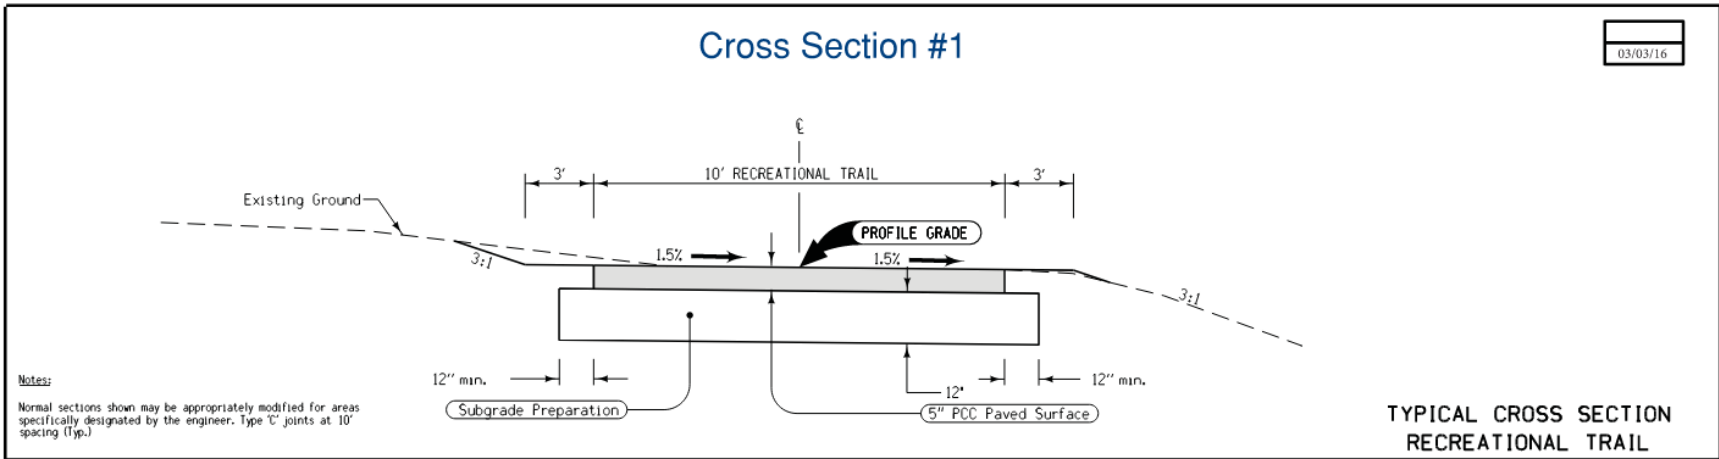 Cross Section #1
03/03/16
℄
3'
10' RECREATIONAL TRAIL
3'
Existing Ground
PROFILE GRADE
3:1
1.5%
1.5%
3:1
12" min.
12"
12" min.
Subgrade Preparation
5" PCC Paved Surface
Notes:
Normal sections shown may be appropriately modified for areas
specifically designated by the engineer. Type 'C' joints at 10'
spacing (Typ.)
TYPICAL CROSS SECTION
RECREATIONAL TRAIL